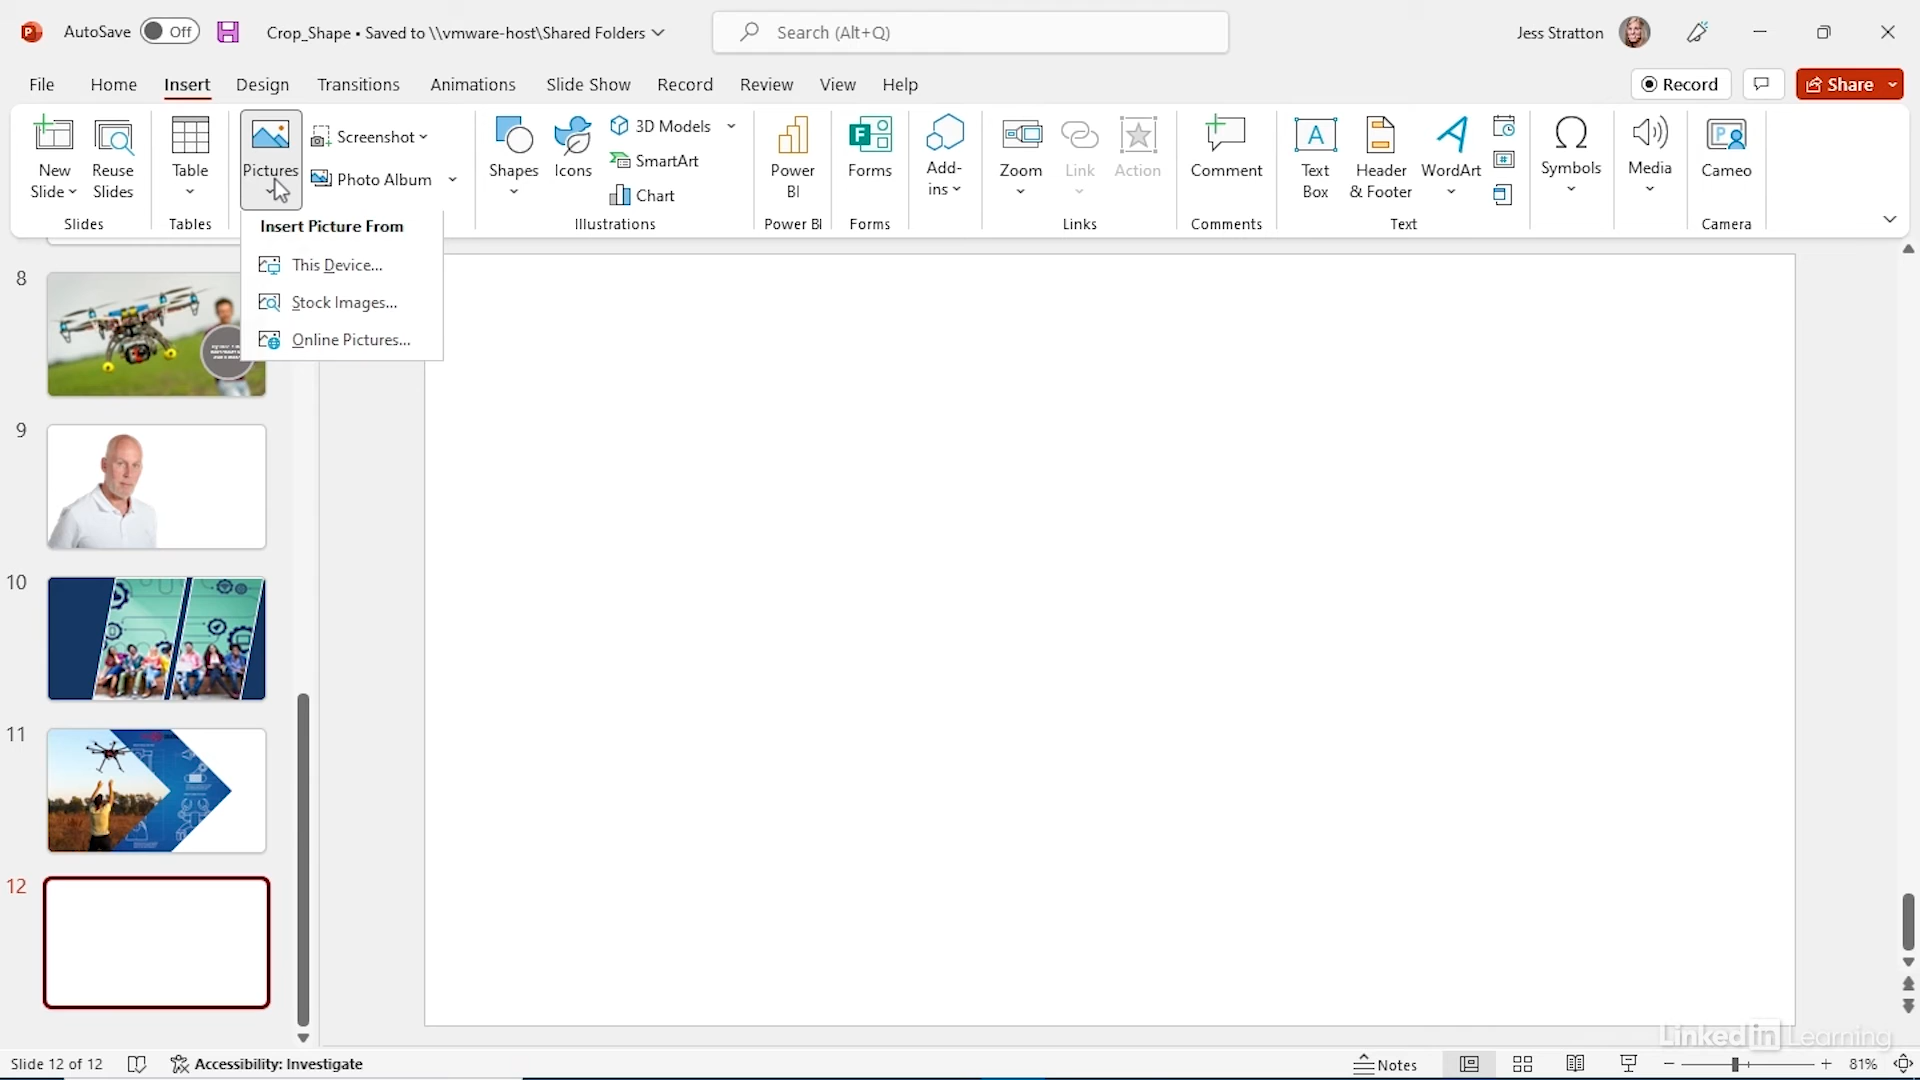 AutoSave Off Crop_Shape • Saved to \\vmware-host\Shared Folders Search (Alt+Q) Jess Stratton
File Home Insert Design Transitions Animations Slide Show Record Review View Help Record Share
New Slide
Reuse Slides
Slides
Table
Tables
Pictures
Screenshot
Photo Album
Shapes
Icons
3D Models
SmartArt
Chart
Illustrations
Power BI
Power BI
Forms
Forms
Add-ins
Zoom
Link
Action
Links
Comment
Comments
Text Box
Header & Footer
WordArt
Text
Symbols
Media
Cameo
Camera
Insert Picture From
This Device...
Stock Images...
Online Pictures...
8
9
10
11
12
LinkedIn Learning
Slide 12 of 12 Accessibility: Investigate Notes 81%